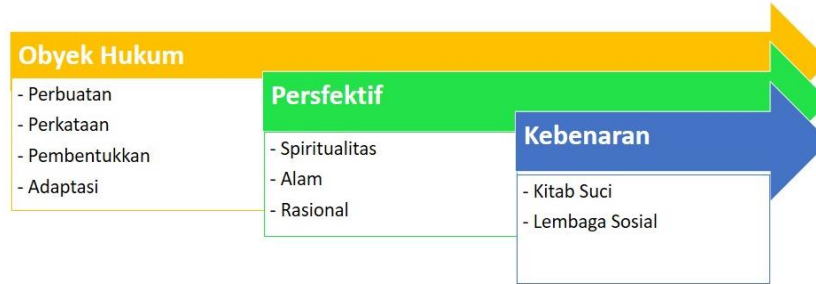 Obyek Hukum
- Perbuatan
- Perkataan
- Pembentukkan
- Adaptasi
Persfektif
- Spiritualitas
- Alam
- Rasional
Kebenaran
- Kitab Suci
- Lembaga Sosial